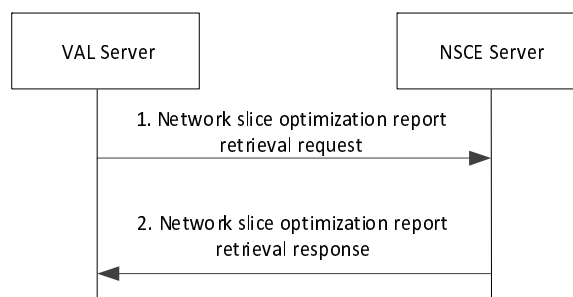 VAL Server
NSCE Server
1. Network slice optimization report
retrieval request
2. Network slice optimization report
retrieval response